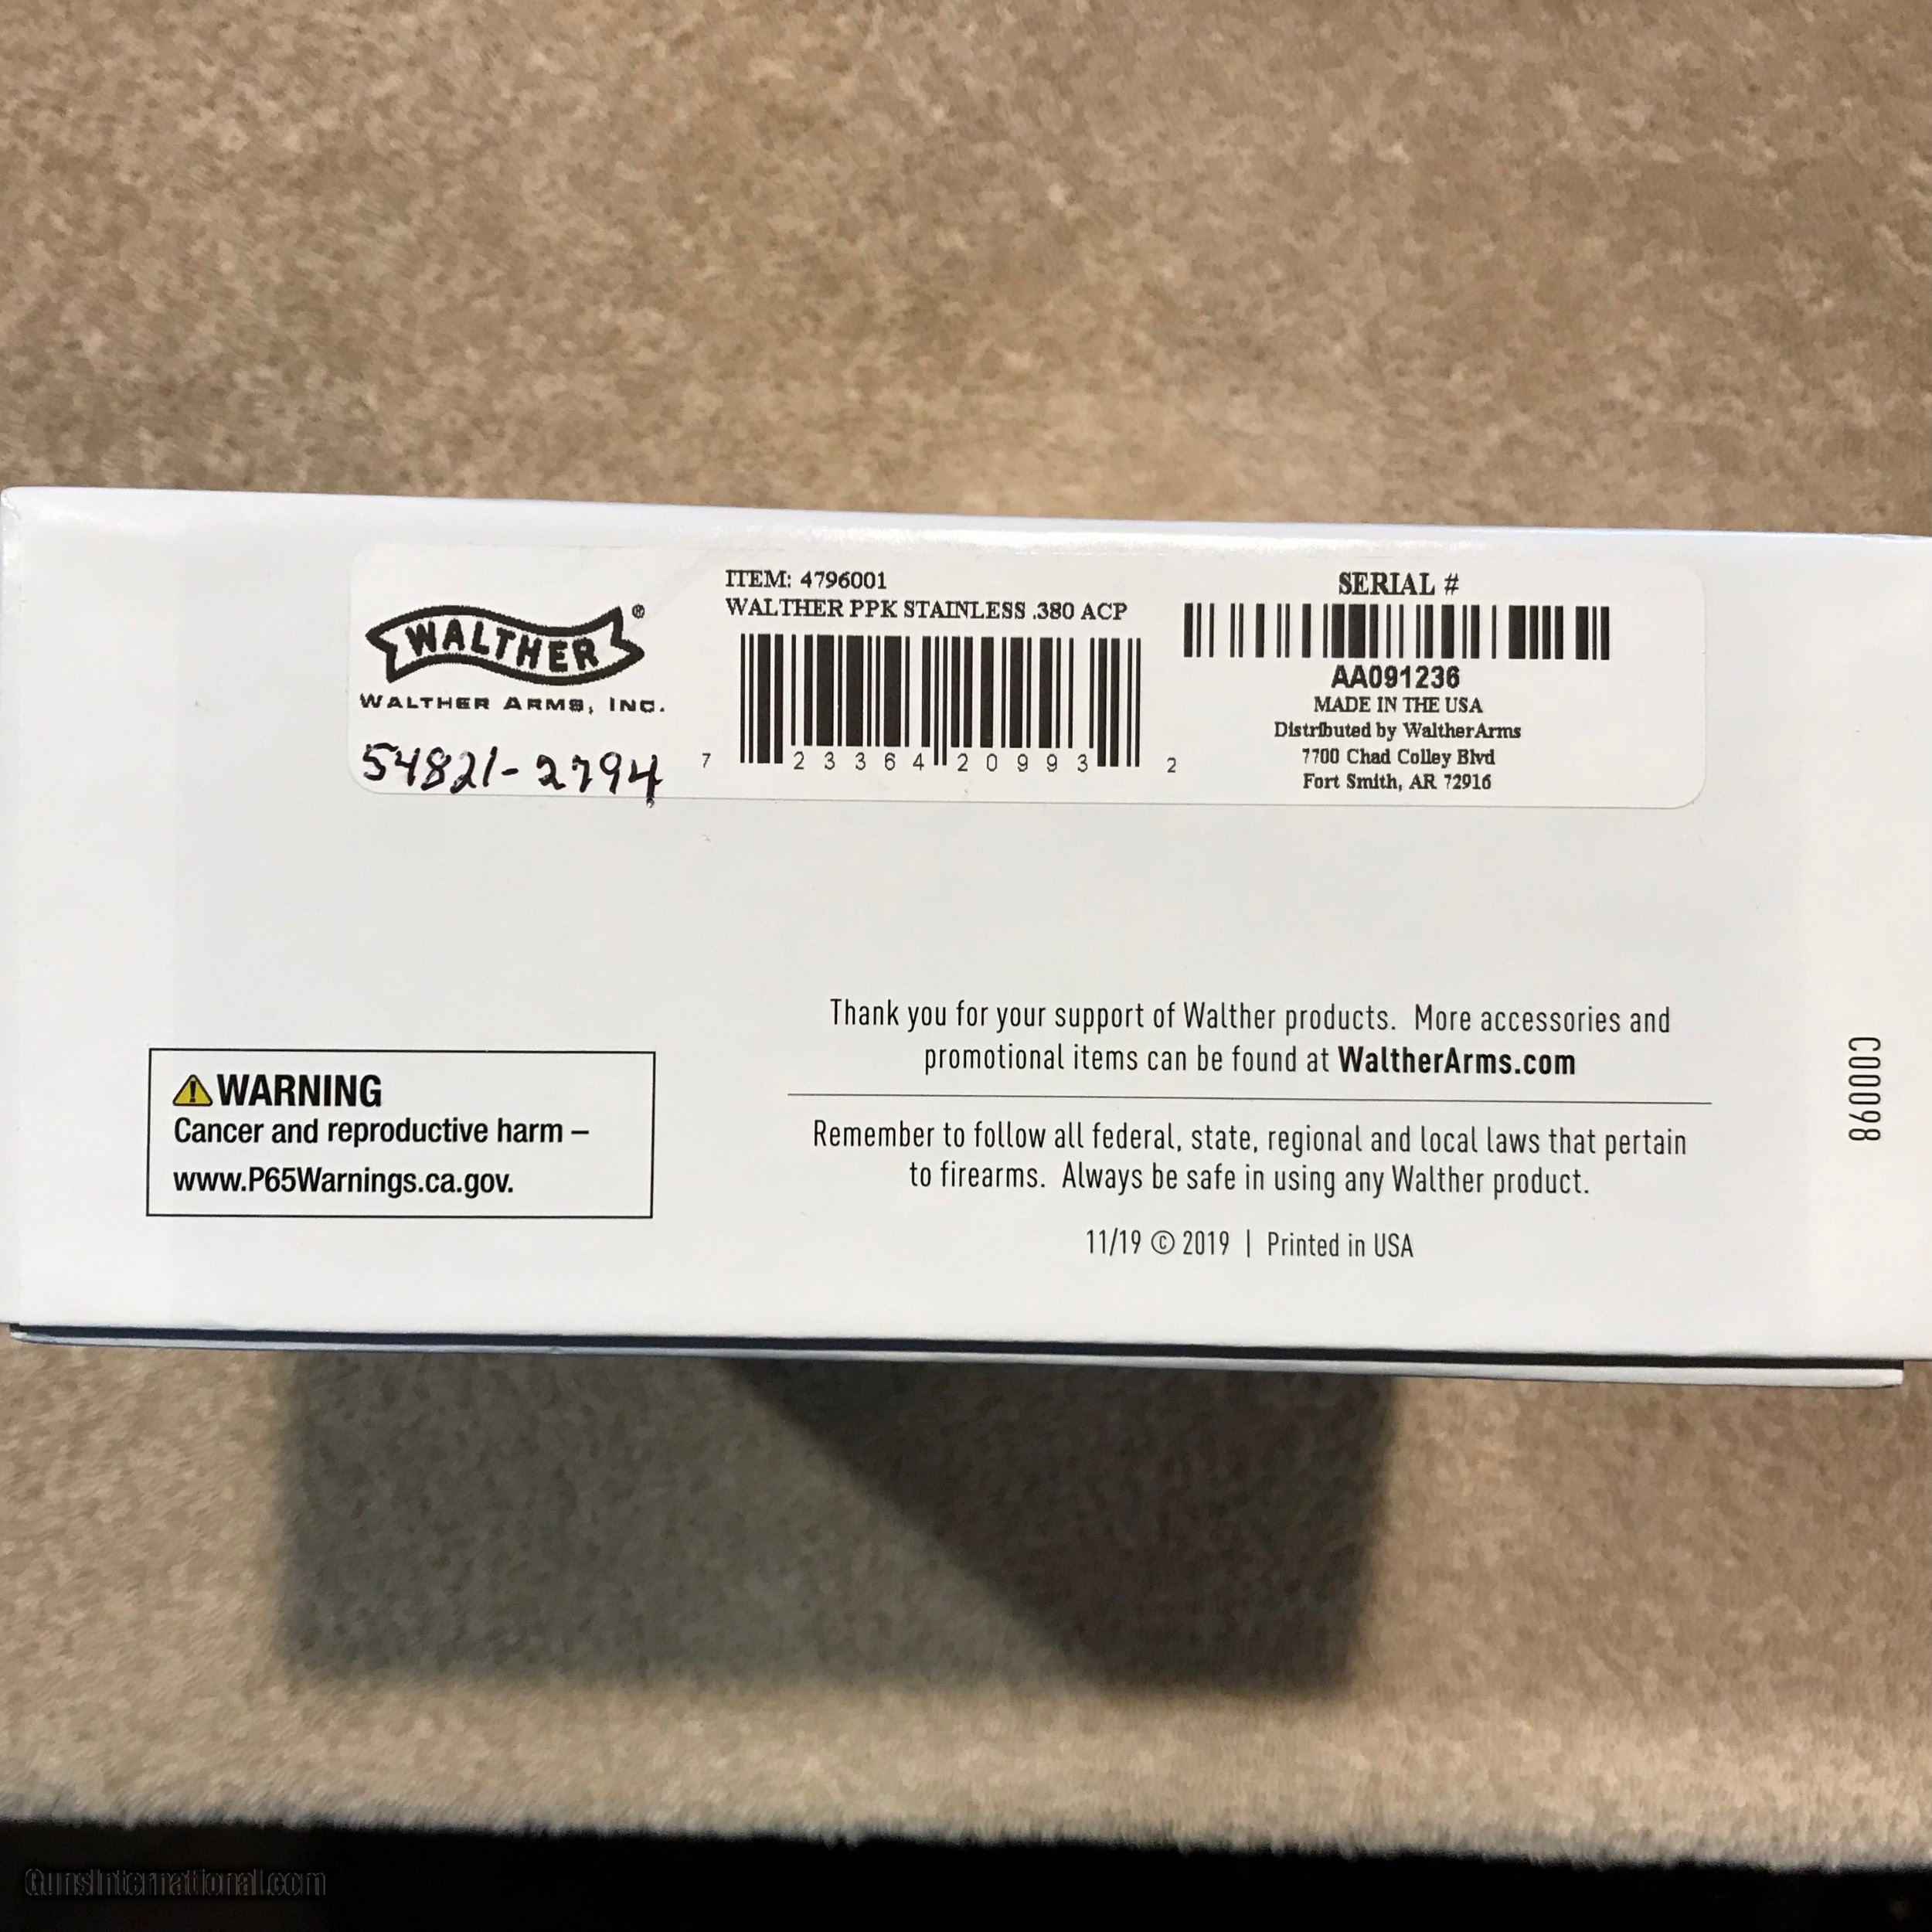 WALTHER®
WALTHER ARMS, INC.
54821-2794
ITEM: 4796001
WALTHER PPK STAINLESS .380 ACP
7 23364 20993 2
SERIAL #
AA091236
MADE IN THE USA
Distributed by WaltherArms
7700 Chad Colley Blvd
Fort Smith, AR 72916
⚠WARNING
Cancer and reproductive harm –
www.P65Warnings.ca.gov.
Thank you for your support of Walther products. More accessories and
promotional items can be found at WaltherArms.com
Remember to follow all federal, state, regional and local laws that pertain
to firearms. Always be safe in using any Walther product.
11/19 © 2019 | Printed in USA
C00098
GunsInternational.com